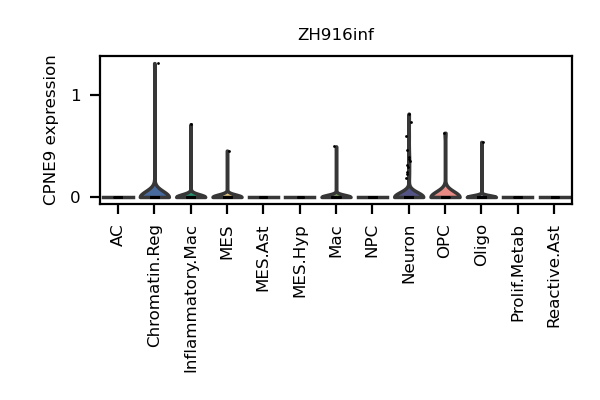 ZH916inf
CPNE9 expression
1
0
AC
Chromatin.Reg
Inflammatory.Mac
MES
MES.Ast
MES.Hyp
Mac
NPC
Neuron
OPC
Oligo
Prolif.Metab
Reactive.Ast